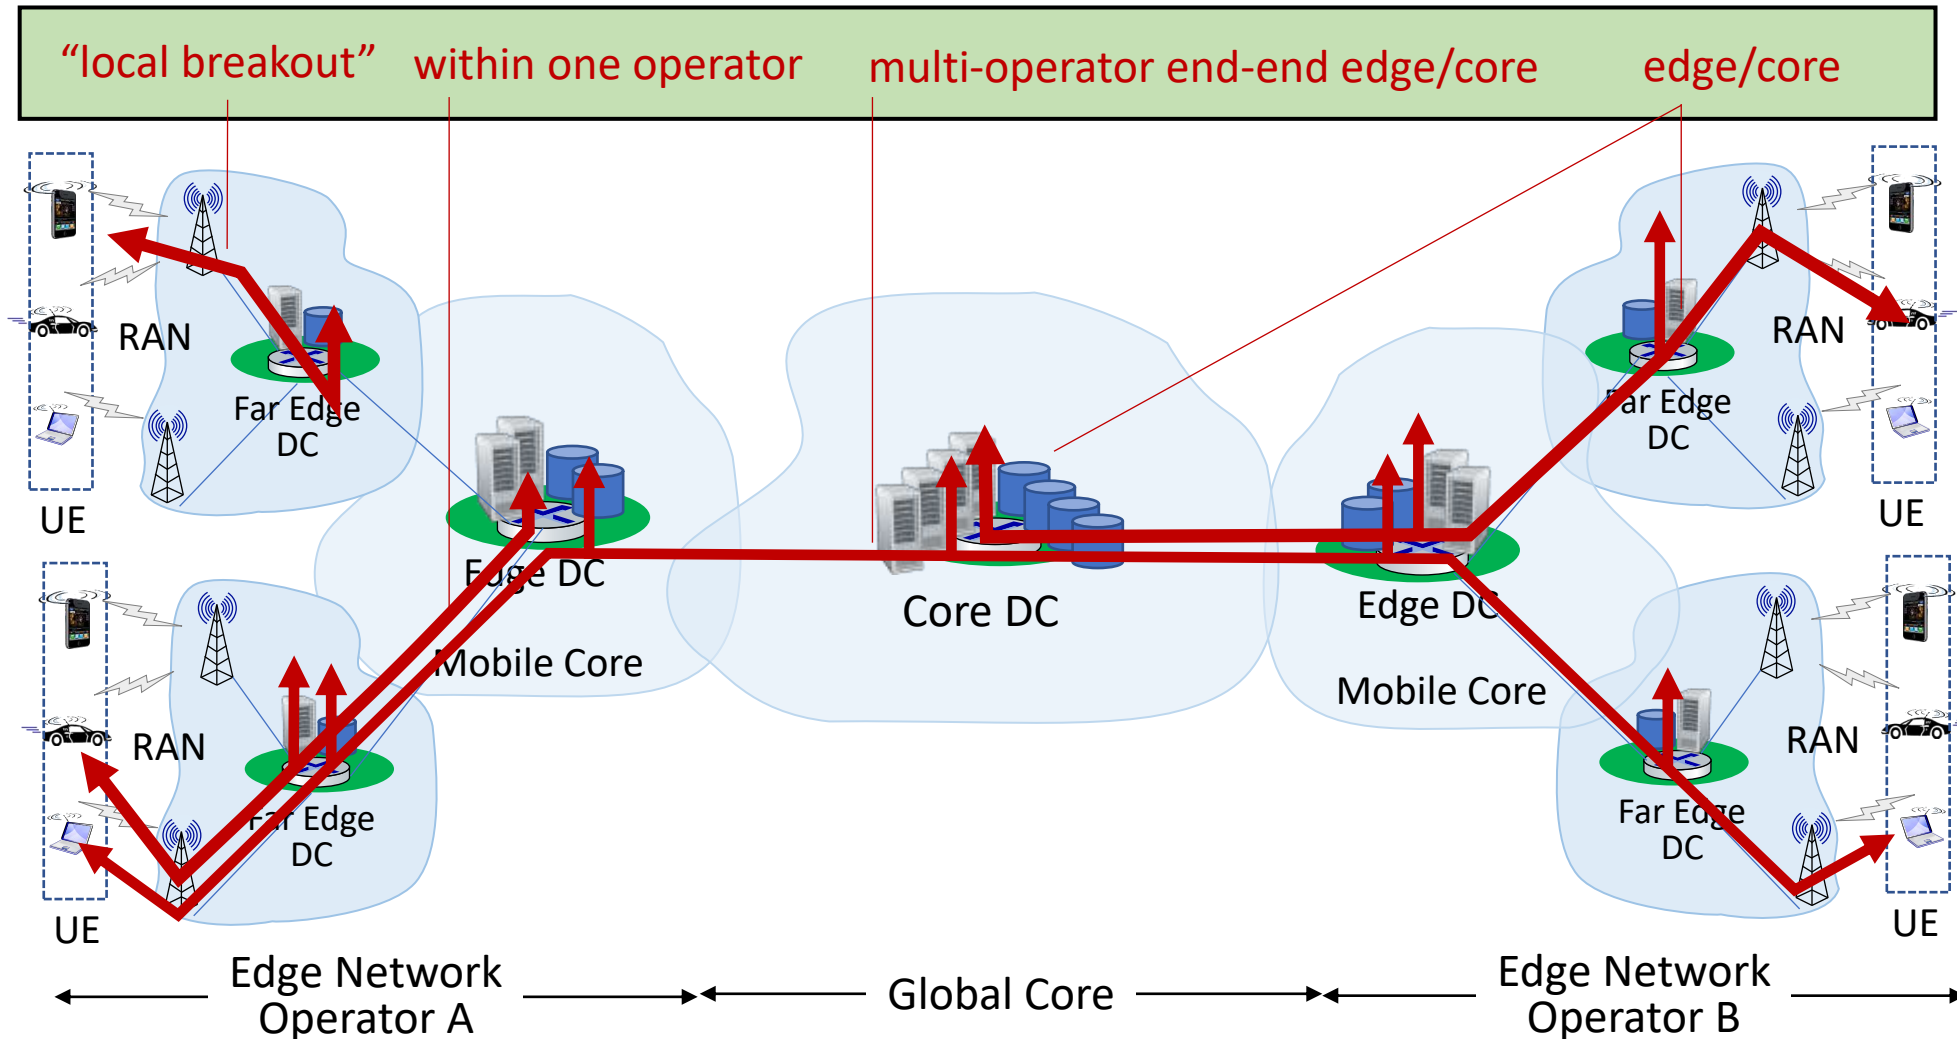 “local breakout”
within one operator
multi-operator end-end edge/core
edge/core
RAN
Far Edge
DC
UE
Edge DC
Mobile Core
RAN
Far Edge
DC
UE
Core DC
Edge DC
Mobile Core
RAN
Far Edge
DC
UE
RAN
Far Edge
DC
UE
Edge Network
Operator A
Global Core
Edge Network
Operator B